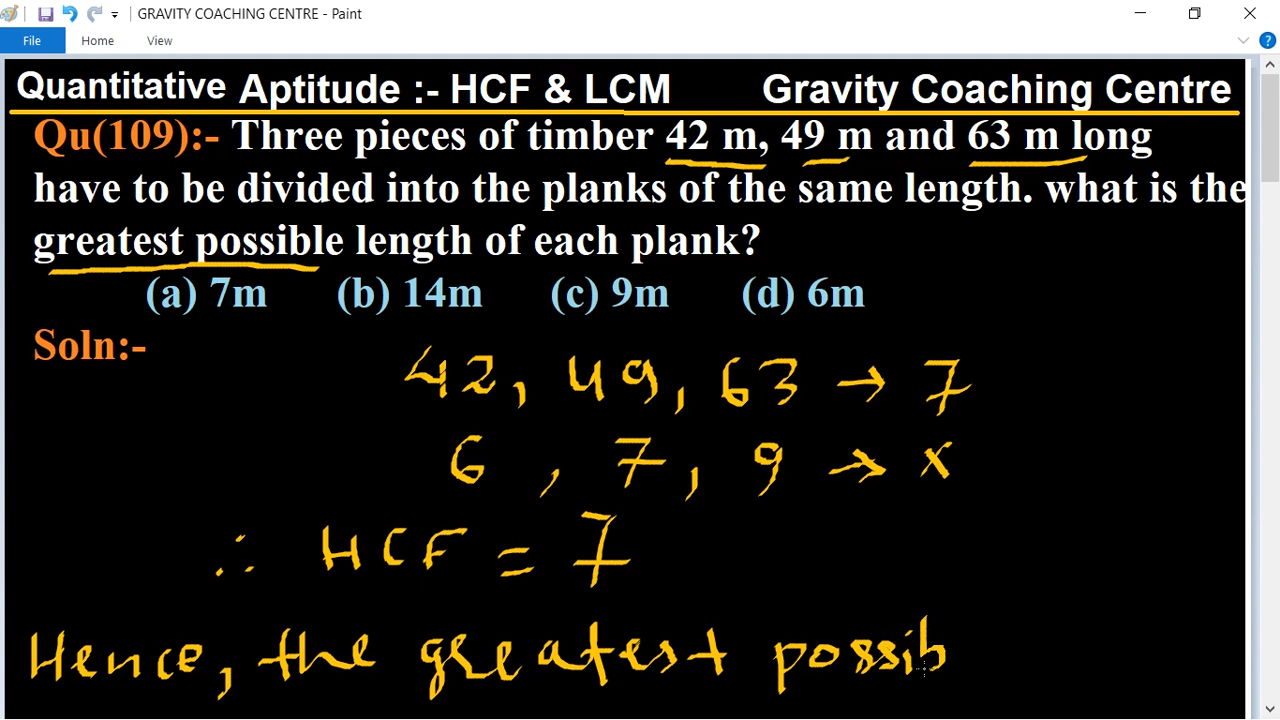 GRAVITY COACHING CENTRE - Paint
File Home View
Quantitative Aptitude :- HCF & LCM Gravity Coaching Centre
Qu(109):- Three pieces of timber 42 m, 49 m and 63 m long
have to be divided into the planks of the same length. what is the
greatest possible length of each plank?
(a) 7m (b) 14m (c) 9m (d) 6m
Soln:-
42, 49, 63 → 7
6 , 7, 9 → x
∴ HCF = 7
Hence, the greatest possib